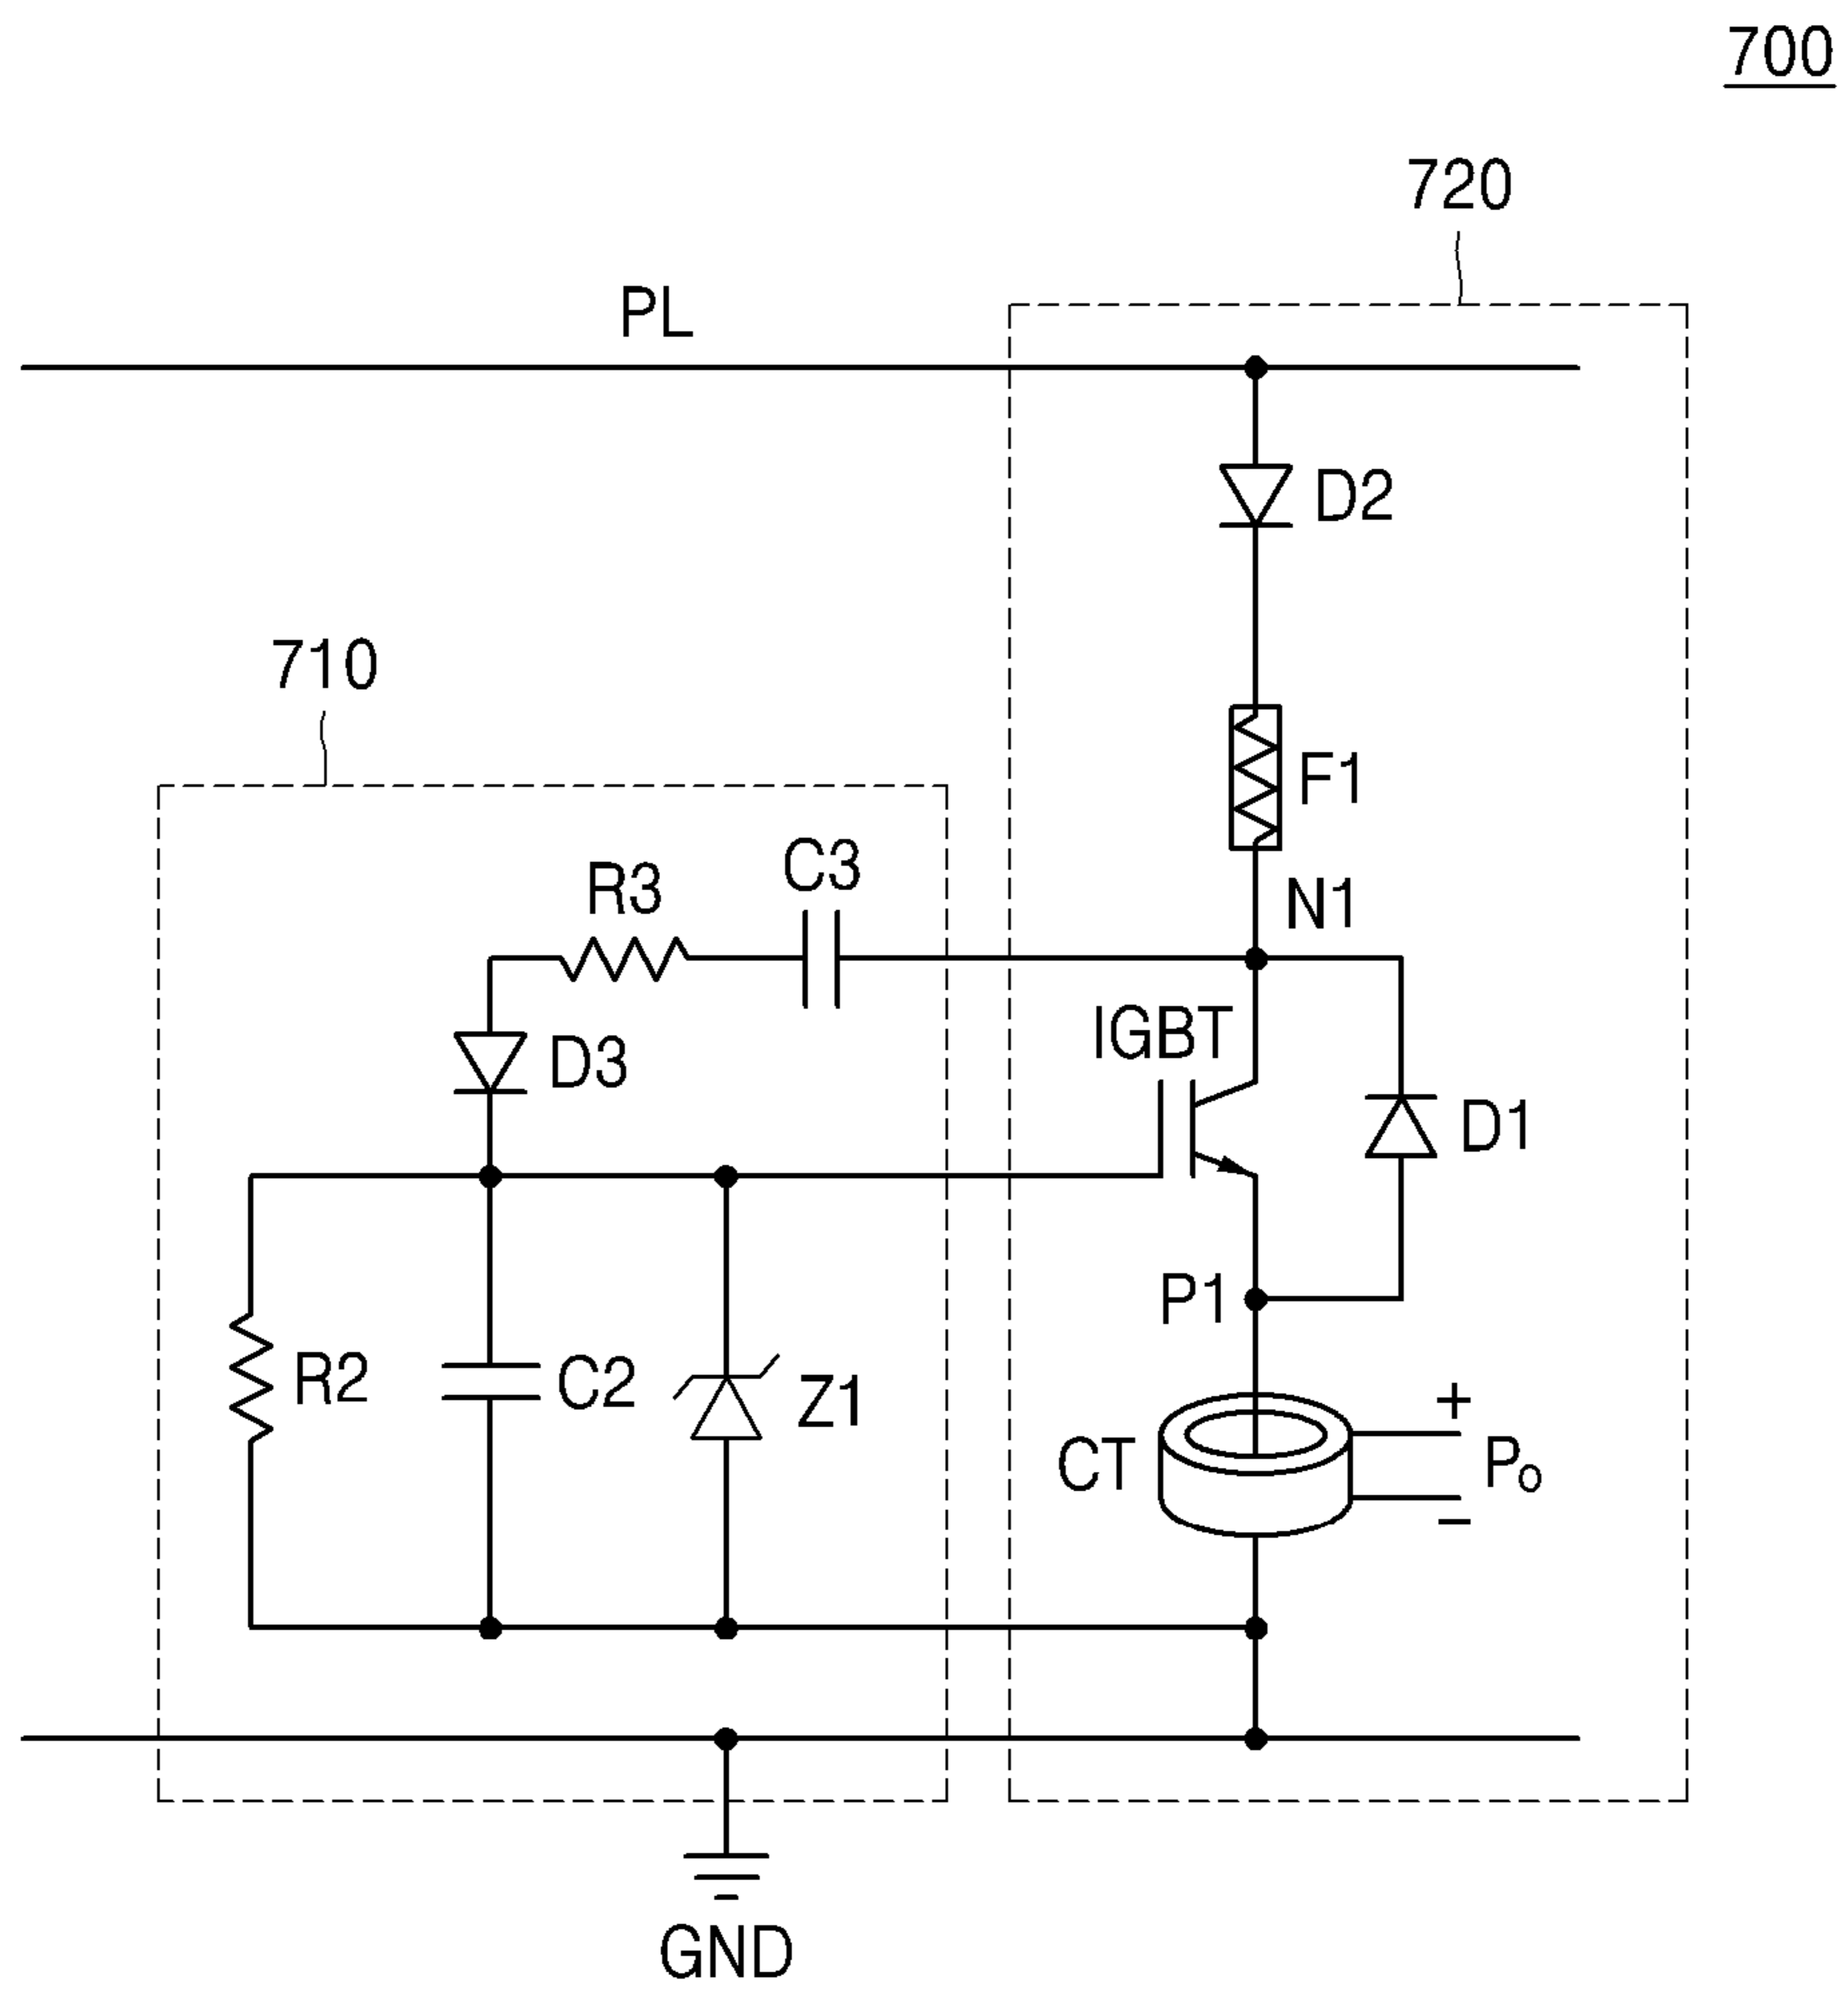 700
720
PL
D2
710
F1
C3
R3
N1
IGBT
D3
D1
P1
R2
C2
Z1
+
CT
Po
−
GND